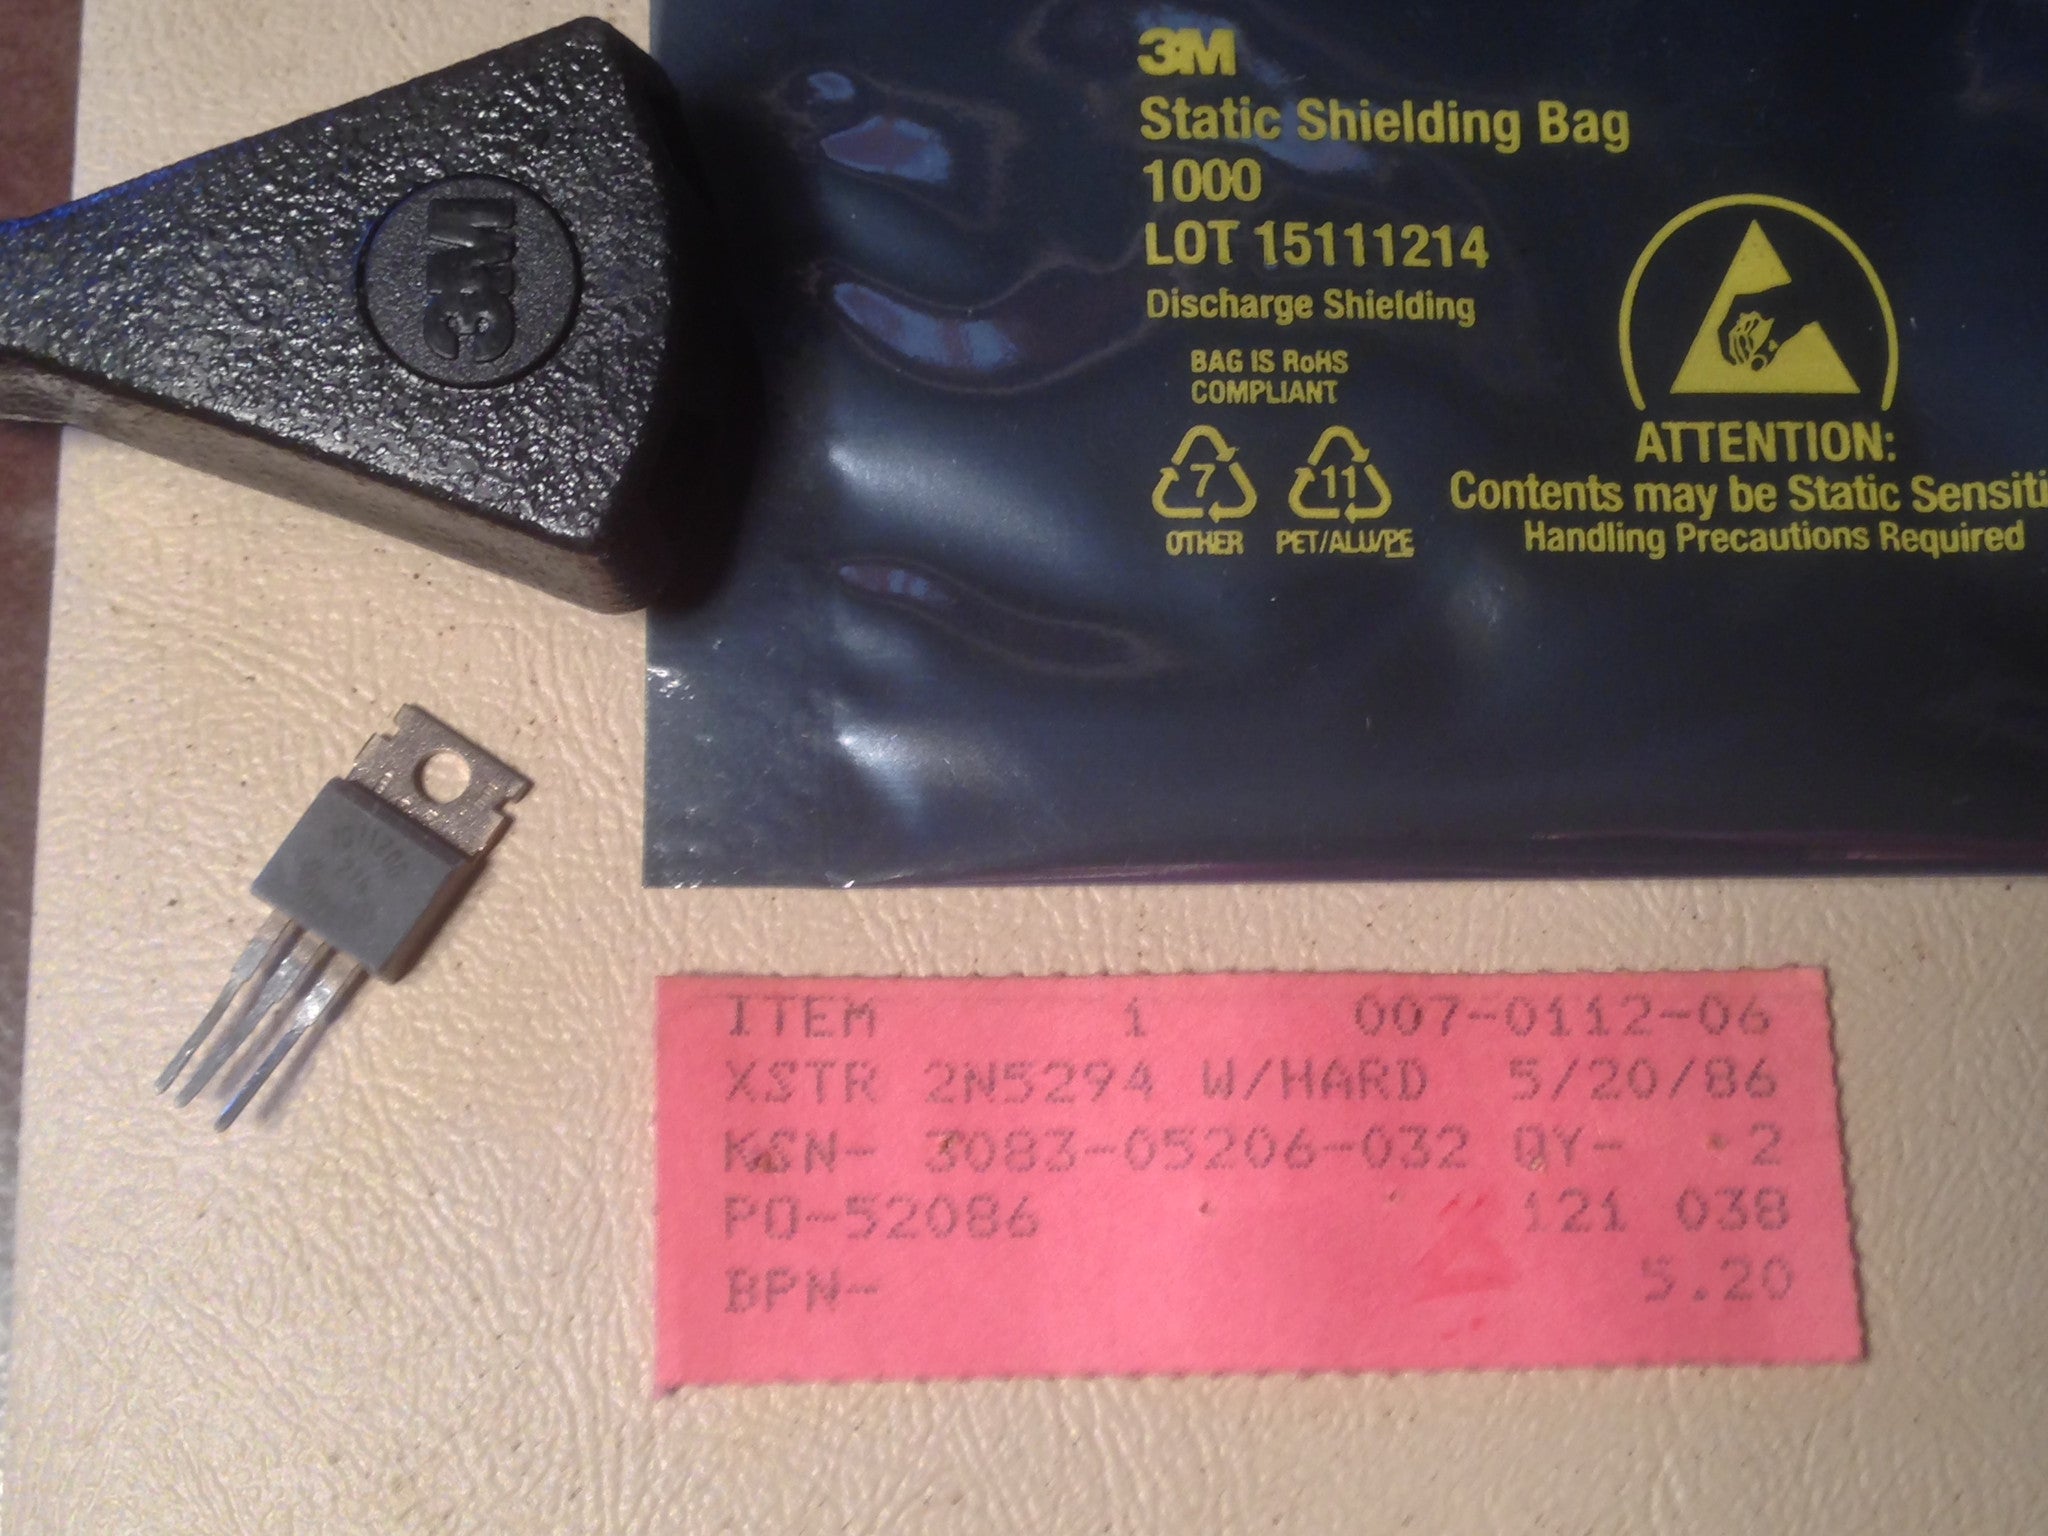 3M
3M
Static Shielding Bag
1000
LOT 15111214
Discharge Shielding
BAG IS RoHS
COMPLIANT
7
OTHER
11
PET/ALU/PE
ATTENTION:
Contents may be Static Sensiti
Handling Precautions Required
ITEM 1 007-0112-06
XSTR 2N5294 W/HARD 5/20/86
KSN- 3083-05206-032 QY- 2
PO-52086 121 038
BPN- 5.20